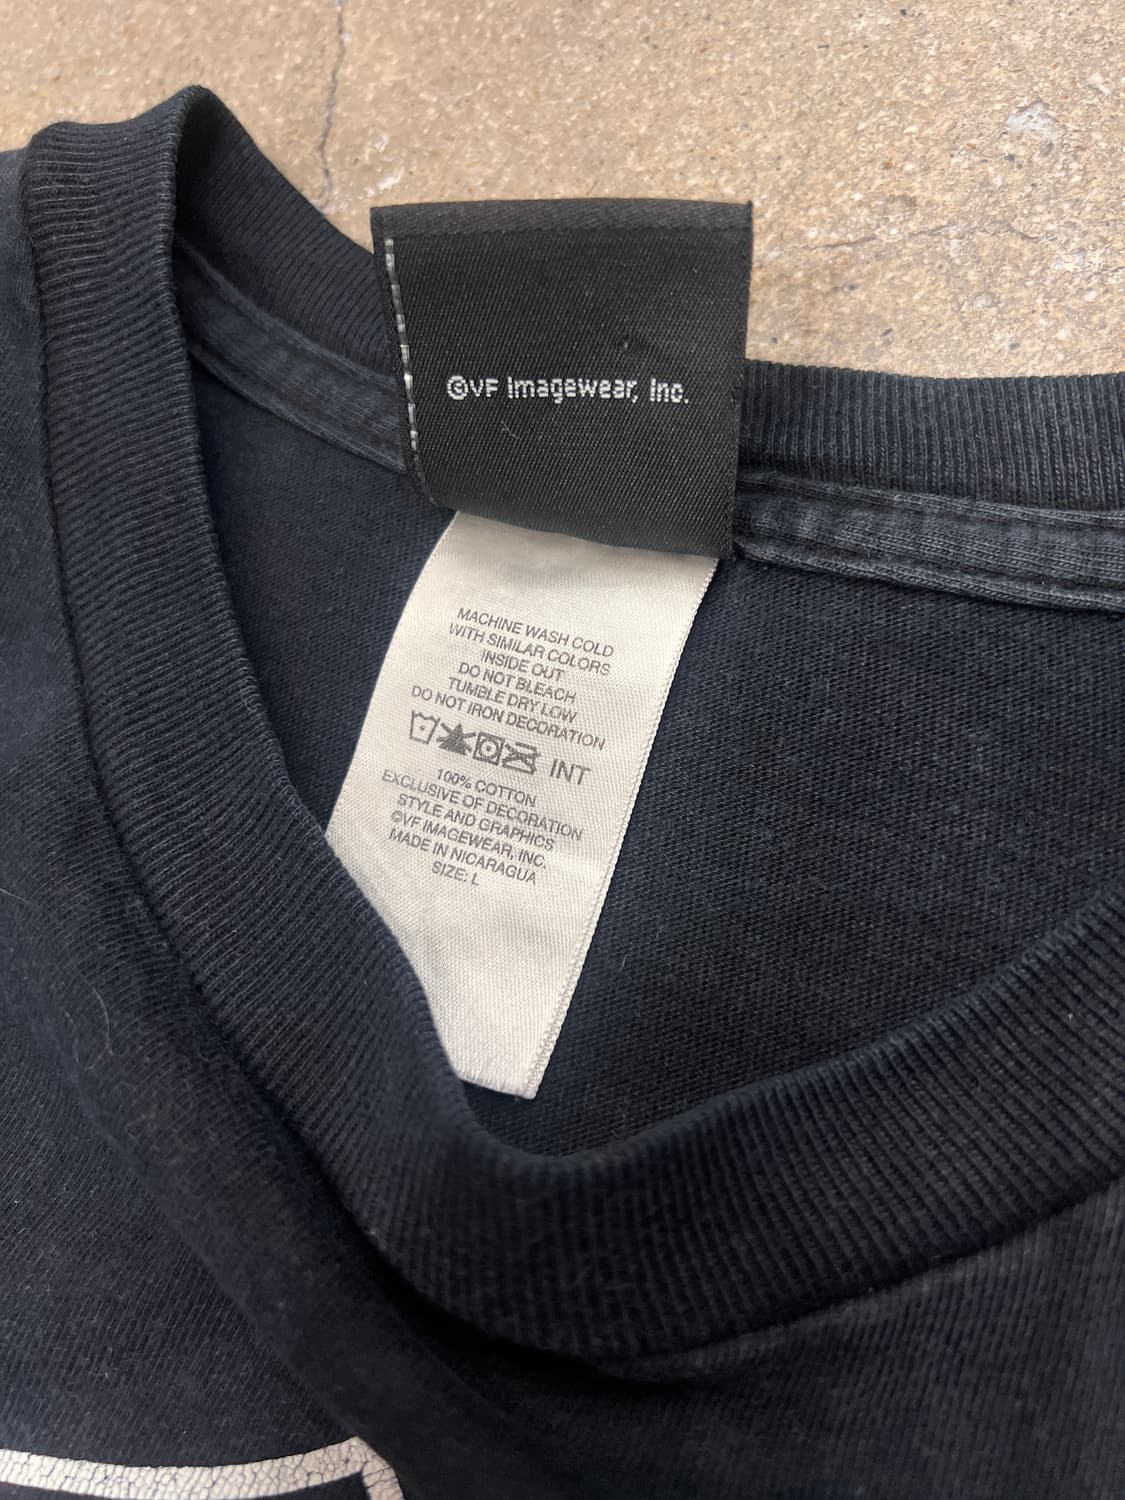 ©VF Imagewear, Inc.
MACHINE WASH COLD
WITH SIMILAR COLORS
INSIDE OUT
DO NOT BLEACH
TUMBLE DRY LOW
DO NOT IRON DECORATION
INT
100% COTTON
EXCLUSIVE OF DECORATION
STYLE AND GRAPHICS
©VF IMAGEWEAR, INC.
MADE IN NICARAGUA
SIZE: L